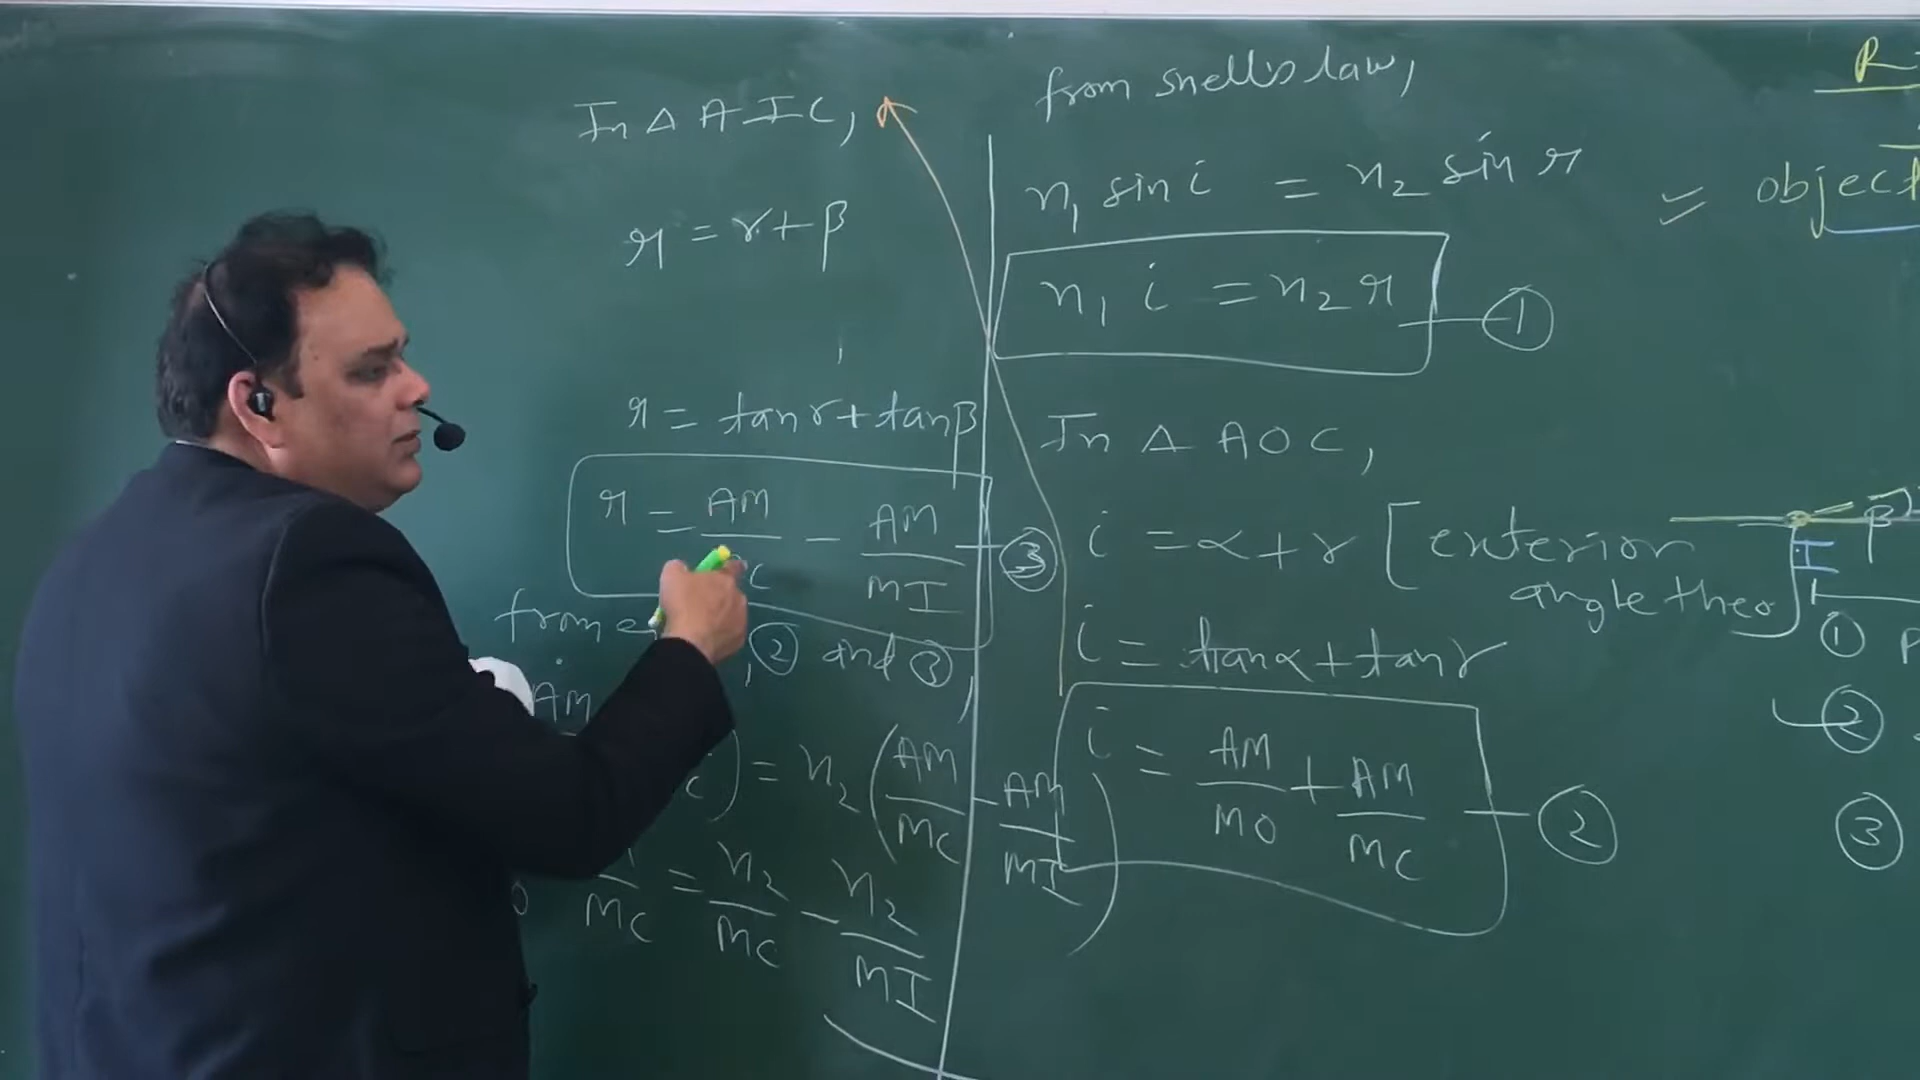 In Δ AIC,
r = γ + β
r = tanγ + tanβ
r = AM/ C - AM/MI — ③
from ② and ③,
AM
C) = n₂ (AM/MC - AM/MI)
/MC = n₂/MC - n₂/MI
from snell's law,
n₁ sin i = n₂ sin r
n₁ i = n₂ r — ①
In Δ AOC,
i = α + γ [exterior
angle theo
i = tanα + tanγ
i = AM/MO + AM/MC — ②
R
object
β
I
①
②
③